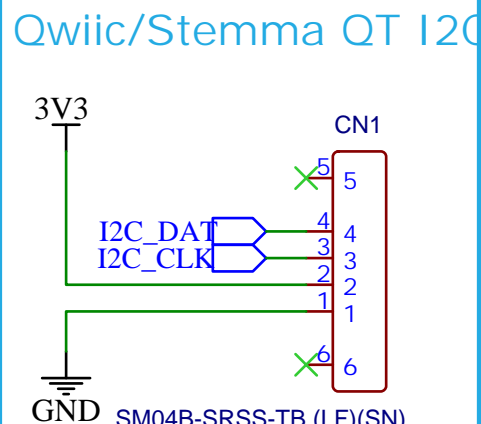 Qwiic/Stemma QT I2C
3V3
CN1
5 5
I2C_DAT 4 4
I2C_CLK 3 3
2 2
1 1
6 6
GND
SM04B-SRSS-TB (LF)(SN)